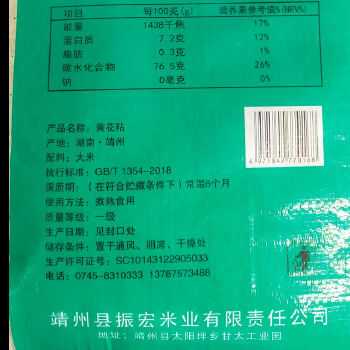 项目 每100克(g) 营养素参考值%(NRV%)
能量 1438千焦 17%
蛋白质 7.2克 12%
脂肪 0.3克 1%
碳水化合物 76.5克 26%
钠 0毫克 0%
产品名称：黄花粘
产地：湖南·靖州
配料：大米
执行标准：GB/T 1354-2018
保质期：（在符合贮藏条件下）常温6个月
使用方法：煮熟食用
质量等级：一级
生产日期：见封口处
储存条件：置于通风、阴凉、干燥处
生产许可证号：SC10143122905033
电话：0745-8310333 13787573488
6 971842 770168
靖州县振宏米业有限责任公司
地址：靖州县太阳坪乡甘太工业园